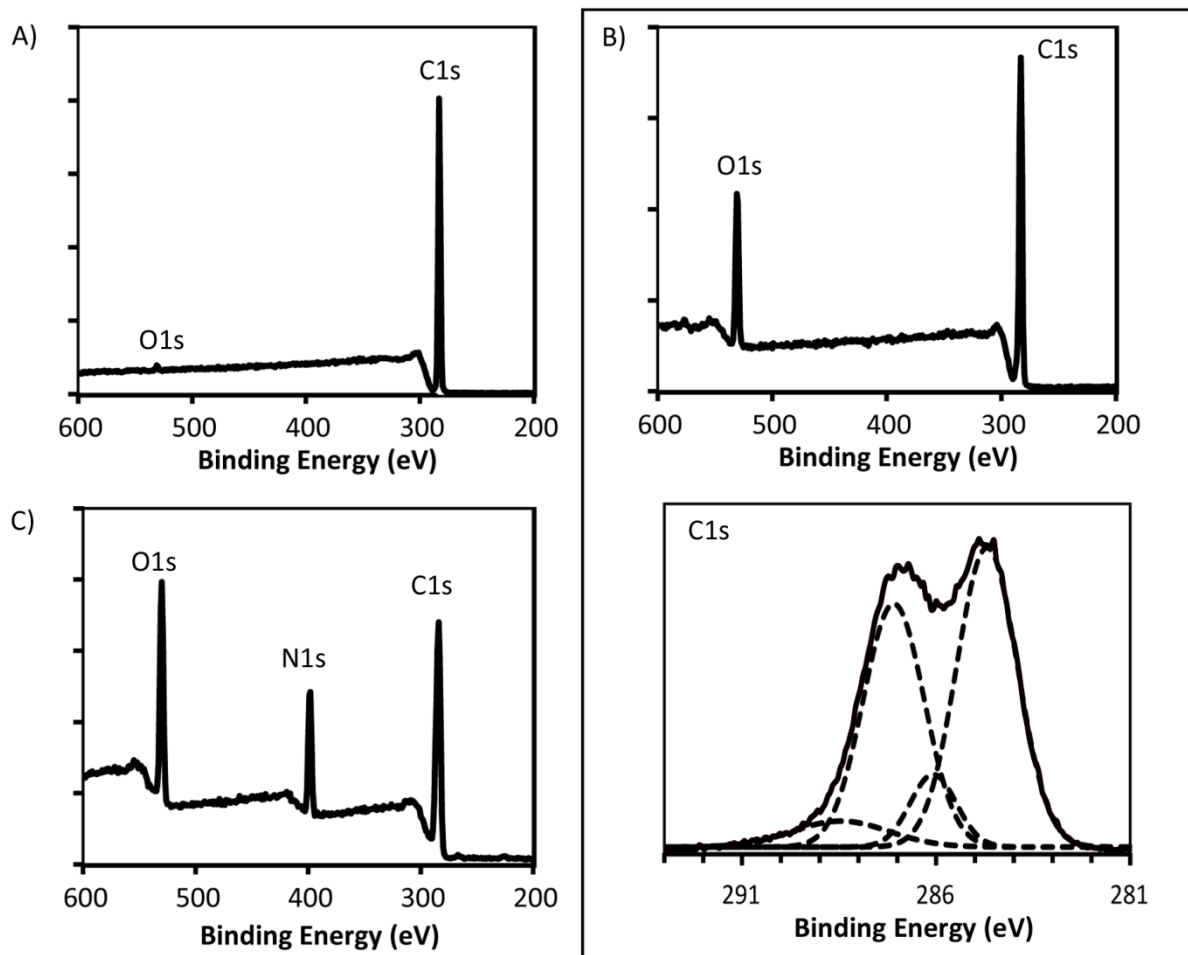 A)
C1s
O1s
600 500 400 300 200
Binding Energy (eV)
B)
C1s
O1s
600 500 400 300 200
Binding Energy (eV)
C)
O1s
N1s
C1s
600 500 400 300 200
Binding Energy (eV)
C1s
291 286 281
Binding Energy (eV)